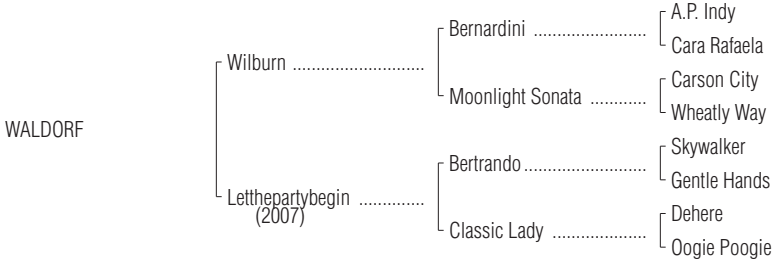 A.P. Indy
Bernardini ........................
Cara Rafaela
Wilburn ............................
Carson City
Moonlight Sonata ............
Wheatly Way
WALDORF
Skywalker
Bertrando..........................
Gentle Hands
Letthepartybegin ..............
(2007)
Dehere
Classic Lady ....................
Oogie Poogie